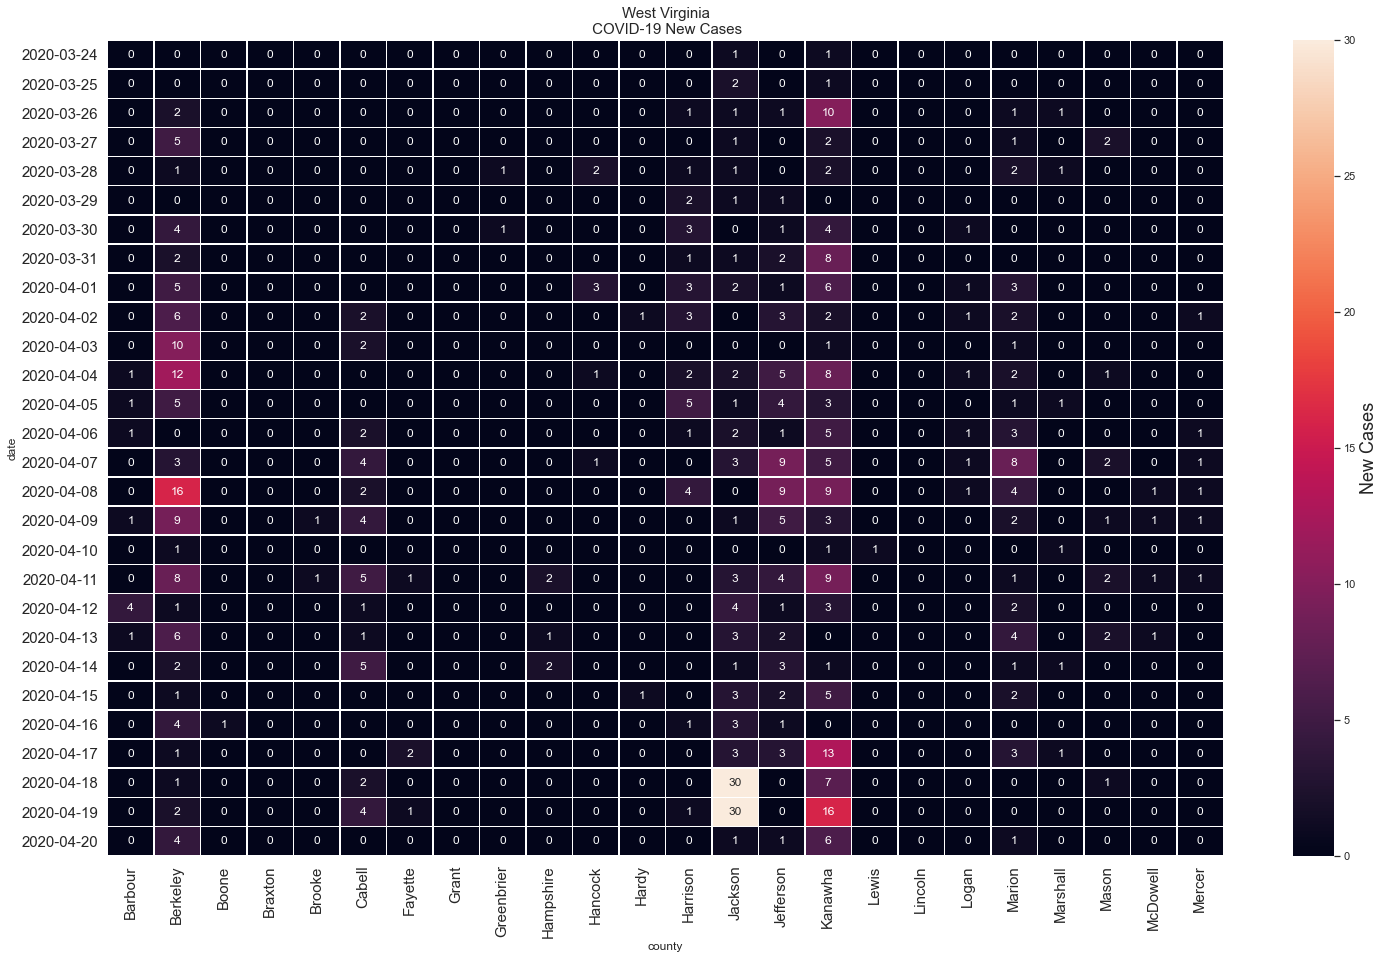 West Virginia
COVID-19 New Cases
2020-03-24 0 0 0 0 0 0 0 0 0 0 0 0 0 1 0 1 0 0 0 0 0 0 0 0
2020-03-25 0 0 0 0 0 0 0 0 0 0 0 0 0 2 0 1 0 0 0 0 0 0 0 0
2020-03-26 0 2 0 0 0 0 0 0 0 0 0 0 1 1 1 10 0 0 0 1 1 0 0 0
2020-03-27 0 5 0 0 0 0 0 0 0 0 0 0 0 1 0 2 0 0 0 1 0 2 0 0
2020-03-28 0 1 0 0 0 0 0 0 1 0 2 0 1 1 0 2 0 0 0 2 1 0 0 0
2020-03-29 0 0 0 0 0 0 0 0 0 0 0 0 2 1 1 0 0 0 0 0 0 0 0 0
2020-03-30 0 4 0 0 0 0 0 0 1 0 0 0 3 0 1 4 0 0 1 0 0 0 0 0
2020-03-31 0 2 0 0 0 0 0 0 0 0 0 0 1 1 2 8 0 0 0 0 0 0 0 0
2020-04-01 0 5 0 0 0 0 0 0 0 0 3 0 3 2 1 6 0 0 1 3 0 0 0 0
2020-04-02 0 6 0 0 0 2 0 0 0 0 0 1 3 0 3 2 0 0 1 2 0 0 0 1
2020-04-03 0 10 0 0 0 2 0 0 0 0 0 0 0 0 0 1 0 0 0 1 0 0 0 0
2020-04-04 1 12 0 0 0 0 0 0 0 0 1 0 2 2 5 8 0 0 1 2 0 1 0 0
2020-04-05 1 5 0 0 0 0 0 0 0 0 0 0 5 1 4 3 0 0 0 1 1 0 0 0
2020-04-06 1 0 0 0 0 2 0 0 0 0 0 0 1 2 1 5 0 0 1 3 0 0 0 1
2020-04-07 0 3 0 0 0 4 0 0 0 0 1 0 0 3 9 5 0 0 1 8 0 2 0 1
2020-04-08 0 16 0 0 0 2 0 0 0 0 0 0 4 0 9 9 0 0 1 4 0 0 1 1
2020-04-09 1 9 0 0 1 4 0 0 0 0 0 0 0 1 5 3 0 0 0 2 0 1 1 1
2020-04-10 0 1 0 0 0 0 0 0 0 0 0 0 0 0 0 1 1 0 0 0 1 0 0 0
2020-04-11 0 8 0 0 1 5 1 0 0 2 0 0 0 3 4 9 0 0 0 1 0 2 1 1
2020-04-12 4 1 0 0 0 1 0 0 0 0 0 0 0 4 1 3 0 0 0 2 0 0 0 0
2020-04-13 1 6 0 0 0 1 0 0 0 1 0 0 0 3 2 0 0 0 0 4 0 2 1 0
2020-04-14 0 2 0 0 0 5 0 0 0 2 0 0 0 1 3 1 0 0 0 1 1 0 0 0
2020-04-15 0 1 0 0 0 0 0 0 0 0 0 1 0 3 2 5 0 0 0 2 0 0 0 0
2020-04-16 0 4 1 0 0 0 0 0 0 0 0 0 1 3 1 0 0 0 0 0 0 0 0 0
2020-04-17 0 1 0 0 0 0 2 0 0 0 0 0 0 3 3 13 0 0 0 3 1 0 0 0
2020-04-18 0 1 0 0 0 2 0 0 0 0 0 0 0 30 0 7 0 0 0 0 0 1 0 0
2020-04-19 0 2 0 0 0 4 1 0 0 0 0 0 1 30 0 16 0 0 0 0 0 0 0 0
2020-04-20 0 4 0 0 0 0 0 0 0 0 0 0 0 1 1 6 0 0 0 1 0 0 0 0
date
Barbour Berkeley Boone Braxton Brooke Cabell Fayette Grant Greenbrier Hampshire Hancock Hardy Harrison Jackson Jefferson Kanawha Lewis Lincoln Logan Marion Marshall Mason McDowell Mercer
county
30
25
20
15
10
5
0
New Cases